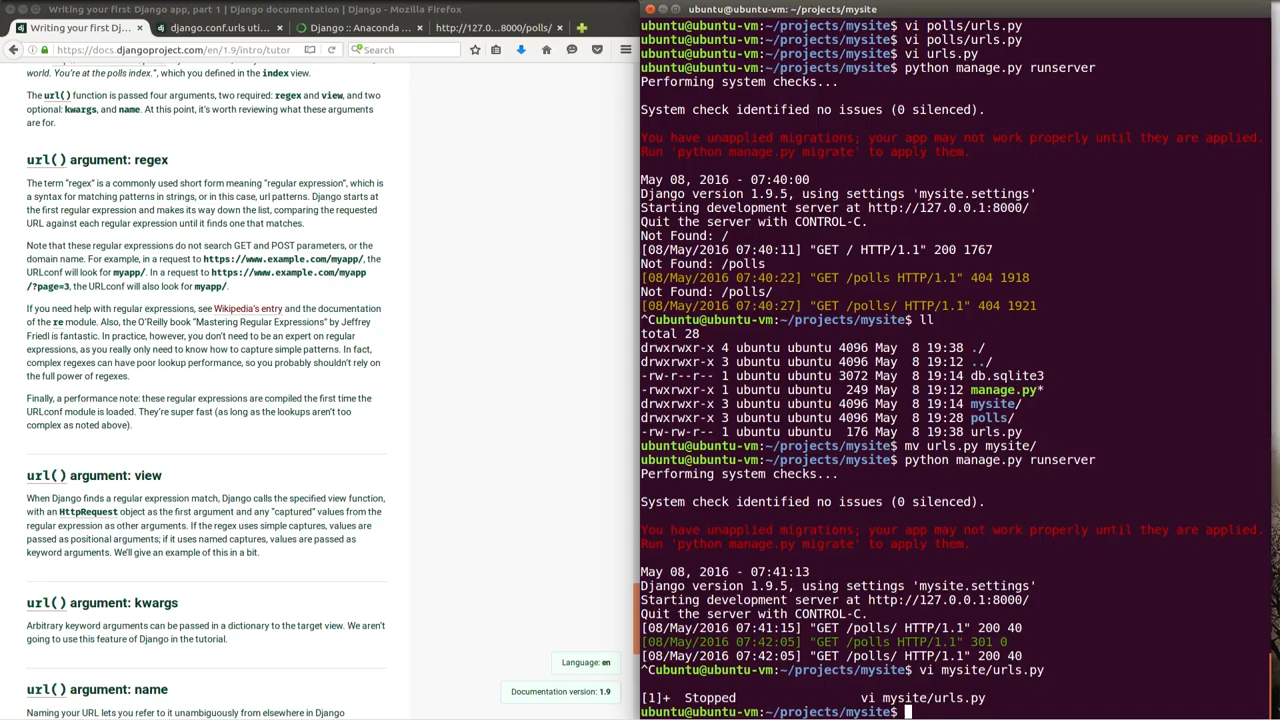 Writing your first Django app, part 1 | Django documentation | Django - Mozilla Firefox
Writing your first Dj...
django.conf.urls uti...
Django :: Anaconda ...
http://127.0....8000/polls/
https://docs.djangoproject.com/en/1.9/intro/tutor
Search
world. You're at the polls index.", which you defined in the index view.
The url() function is passed four arguments, two required: regex and view, and two
optional: kwargs, and name. At this point, it's worth reviewing what these arguments
are for.
url() argument: regex
The term "regex" is a commonly used short form meaning "regular expression", which is
a syntax for matching patterns in strings, or in this case, url patterns. Django starts at
the first regular expression and makes its way down the list, comparing the requested
URL against each regular expression until it finds one that matches.
Note that these regular expressions do not search GET and POST parameters, or the
domain name. For example, in a request to https://www.example.com/myapp/, the
URLconf will look for myapp/. In a request to https://www.example.com/myapp
/?page=3, the URLconf will also look for myapp/.
If you need help with regular expressions, see Wikipedia's entry and the documentation
of the re module. Also, the O'Reilly book "Mastering Regular Expressions" by Jeffrey
Friedl is fantastic. In practice, however, you don't need to be an expert on regular
expressions, as you really only need to know how to capture simple patterns. In fact,
complex regexes can have poor lookup performance, so you probably shouldn't rely on
the full power of regexes.
Finally, a performance note: these regular expressions are compiled the first time the
URLconf module is loaded. They're super fast (as long as the lookups aren't too
complex as noted above).
url() argument: view
When Django finds a regular expression match, Django calls the specified view function,
with an HttpRequest object as the first argument and any "captured" values from the
regular expression as other arguments. If the regex uses simple captures, values are
passed as positional arguments; if it uses named captures, values are passed as
keyword arguments. We'll give an example of this in a bit.
url() argument: kwargs
Arbitrary keyword arguments can be passed in a dictionary to the target view. We aren't
going to use this feature of Django in the tutorial.
Language: en
url() argument: name
Documentation version: 1.9
Naming your URL lets you refer to it unambiguously from elsewhere in Django
ubuntu@ubuntu-vm: ~/projects/mysite
ubuntu@ubuntu-vm:~/projects/mysite$ vi polls/urls.py
ubuntu@ubuntu-vm:~/projects/mysite$ vi polls/urls.py
ubuntu@ubuntu-vm:~/projects/mysite$ vi urls.py
ubuntu@ubuntu-vm:~/projects/mysite$ python manage.py runserver
Performing system checks...
System check identified no issues (0 silenced).
You have unapplied migrations; your app may not work properly until they are applied.
Run 'python manage.py migrate' to apply them.
May 08, 2016 - 07:40:00
Django version 1.9.5, using settings 'mysite.settings'
Starting development server at http://127.0.0.1:8000/
Quit the server with CONTROL-C.
Not Found: /
[08/May/2016 07:40:11] "GET / HTTP/1.1" 200 1767
Not Found: /polls
[08/May/2016 07:40:22] "GET /polls HTTP/1.1" 404 1918
Not Found: /polls/
[08/May/2016 07:40:27] "GET /polls/ HTTP/1.1" 404 1921
^Cubuntu@ubuntu-vm:~/projects/mysite$ ll
total 28
drwxrwxr-x 4 ubuntu ubuntu 4096 May  8 19:38 ./
drwxrwxr-x 3 ubuntu ubuntu 4096 May  8 19:12 ../
-rw-r--r-- 1 ubuntu ubuntu 3072 May  8 19:14 db.sqlite3
-rwxrwxr-x 1 ubuntu ubuntu  249 May  8 19:12 manage.py*
drwxrwxr-x 3 ubuntu ubuntu 4096 May  8 19:14 mysite/
drwxrwxr-x 3 ubuntu ubuntu 4096 May  8 19:28 polls/
-rw-rw-r-- 1 ubuntu ubuntu  176 May  8 19:38 urls.py
ubuntu@ubuntu-vm:~/projects/mysite$ mv urls.py mysite/
ubuntu@ubuntu-vm:~/projects/mysite$ python manage.py runserver
Performing system checks...
System check identified no issues (0 silenced).
You have unapplied migrations; your app may not work properly until they are applied.
Run 'python manage.py migrate' to apply them.
May 08, 2016 - 07:41:13
Django version 1.9.5, using settings 'mysite.settings'
Starting development server at http://127.0.0.1:8000/
Quit the server with CONTROL-C.
[08/May/2016 07:41:15] "GET /polls/ HTTP/1.1" 200 40
[08/May/2016 07:42:05] "GET /polls HTTP/1.1" 301 0
[08/May/2016 07:42:05] "GET /polls/ HTTP/1.1" 200 40
^Cubuntu@ubuntu-vm:~/projects/mysite$ vi mysite/urls.py
[1]+  Stopped                 vi mysite/urls.py
ubuntu@ubuntu-vm:~/projects/mysite$